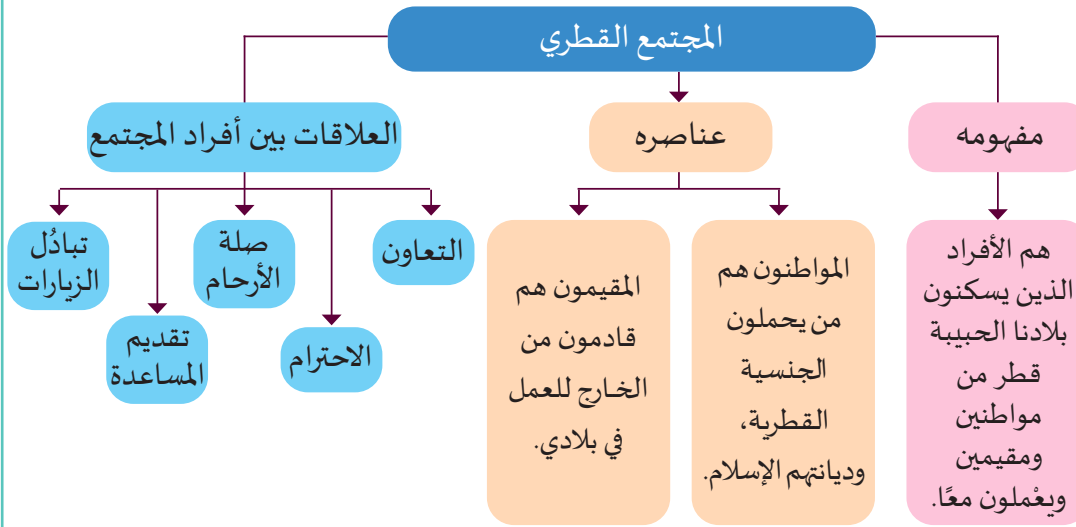 المجتمع القطري
مفهومه
هم الأفراد
الذين يسكنون
بلادنا الحبيبة
قطر من
مواطنين
ومقيمين
ويعْملون معًا.
عناصره
المواطنون هم
من يحملون
الجنسية
القطرية،
وديانتهم الإسلام.
المقيمون هم
قادمون من
الخارج للعمل
في بلادي.
العلاقات بين أفراد المجتمع
التعاون
الاحترام
صلة
الأرحام
تقديم
المساعدة
تبادُل
الزيارات